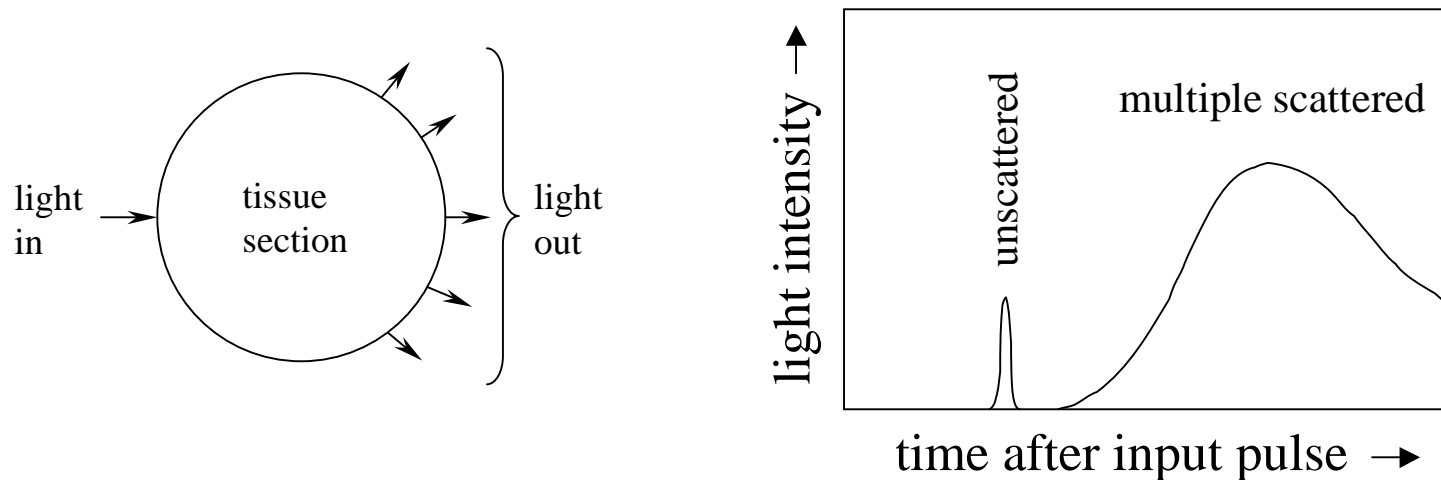 light
in
tissue
section
light
out
light intensity
unscattered
multiple scattered
time after input pulse